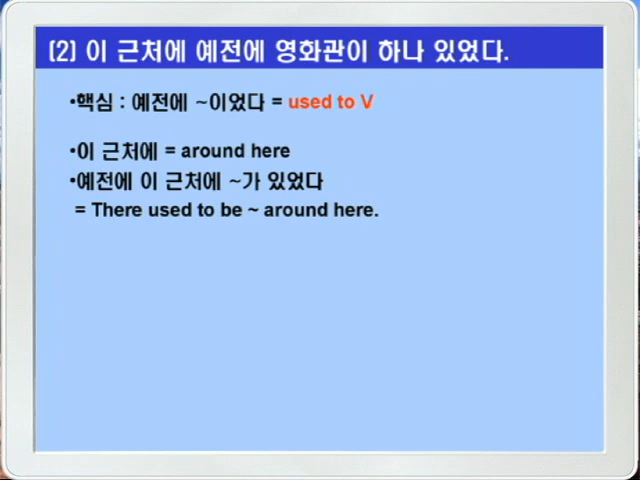 (2) 이 근처에 예전에 영화관이 하나 있었다.
•핵심 : 예전에 ~이었다 = used to V
•이 근처에 = around here
•예전에 이 근처에 ~가 있었다
= There used to be ~ around here.